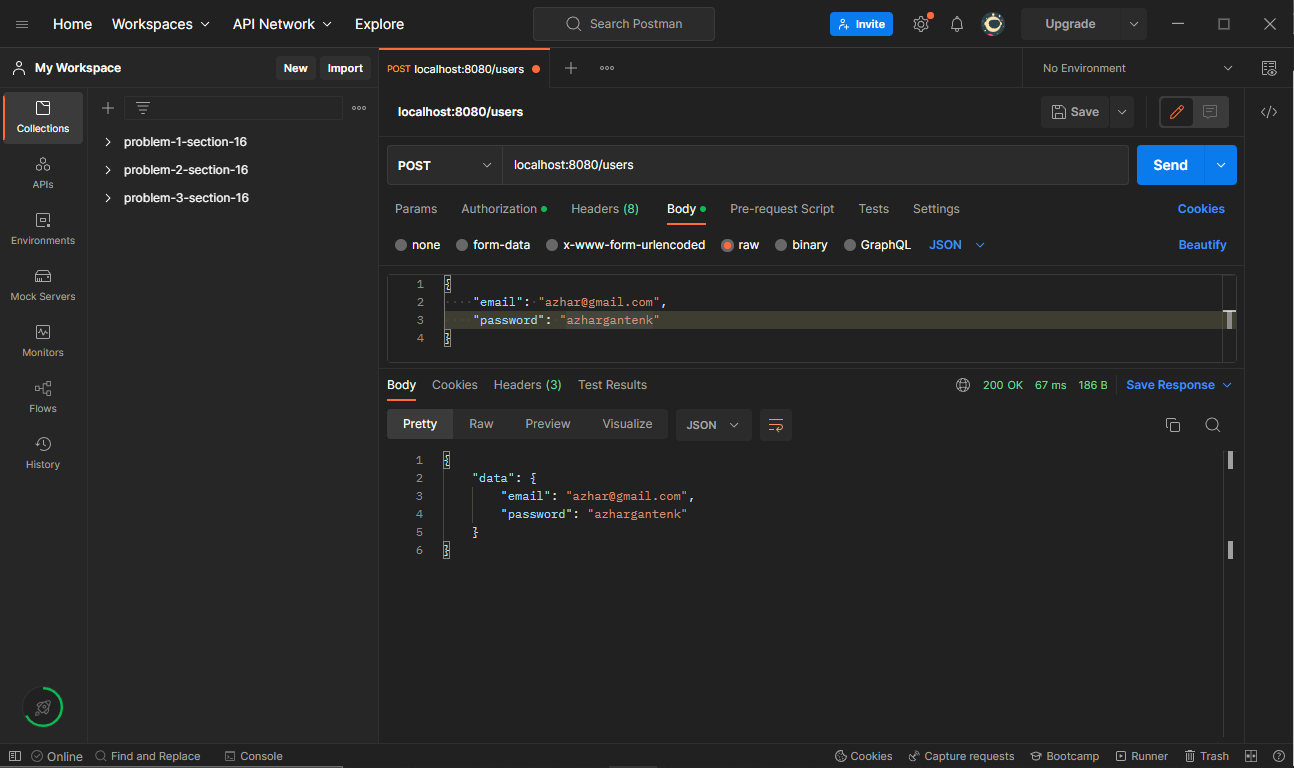 Home Workspaces API Network Explore Search Postman Invite Upgrade
My Workspace New Import POST localhost:8080/users No Environment
Collections
APIs
Environments
Mock Servers
Monitors
Flows
History
problem-1-section-16
problem-2-section-16
problem-3-section-16
localhost:8080/users Save
POST localhost:8080/users Send
Params Authorization Headers (8) Body Pre-request Script Tests Settings Cookies
none form-data x-www-form-urlencoded raw binary GraphQL JSON Beautify
1 {
2 "email": "azhar@gmail.com",
3 "password": "azhargantenk"
4 }
Body Cookies Headers (3) Test Results 200 OK 67 ms 186 B Save Response
Pretty Raw Preview Visualize JSON
1 {
2 "data": {
3 "email": "azhar@gmail.com",
4 "password": "azhargantenk"
5 }
6 }
Online Find and Replace Console Cookies Capture requests Bootcamp Runner Trash